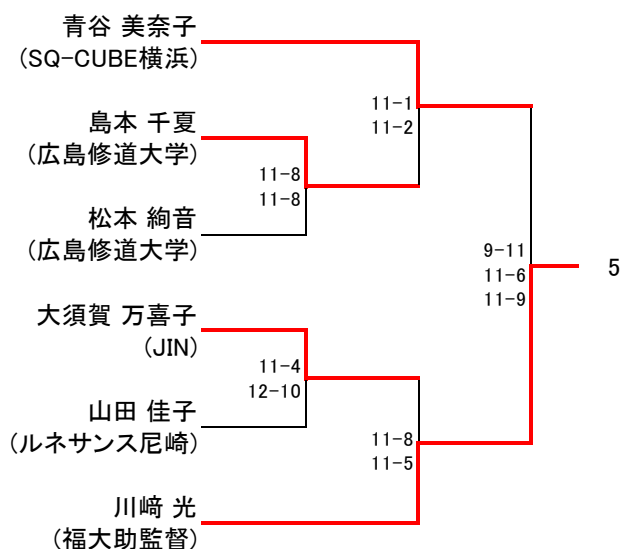 青谷 美奈子
(SQ-CUBE横浜)
11-1
11-2
島本 千夏
(広島修道大学)
11-8
11-8
松本 絢音
(広島修道大学)
9-11
11-6
11-9
5
大須賀 万喜子
(JIN)
11-4
12-10
山田 佳子
(ルネサンス尼崎)
11-8
11-5
川﨑 光
(福大助監督)